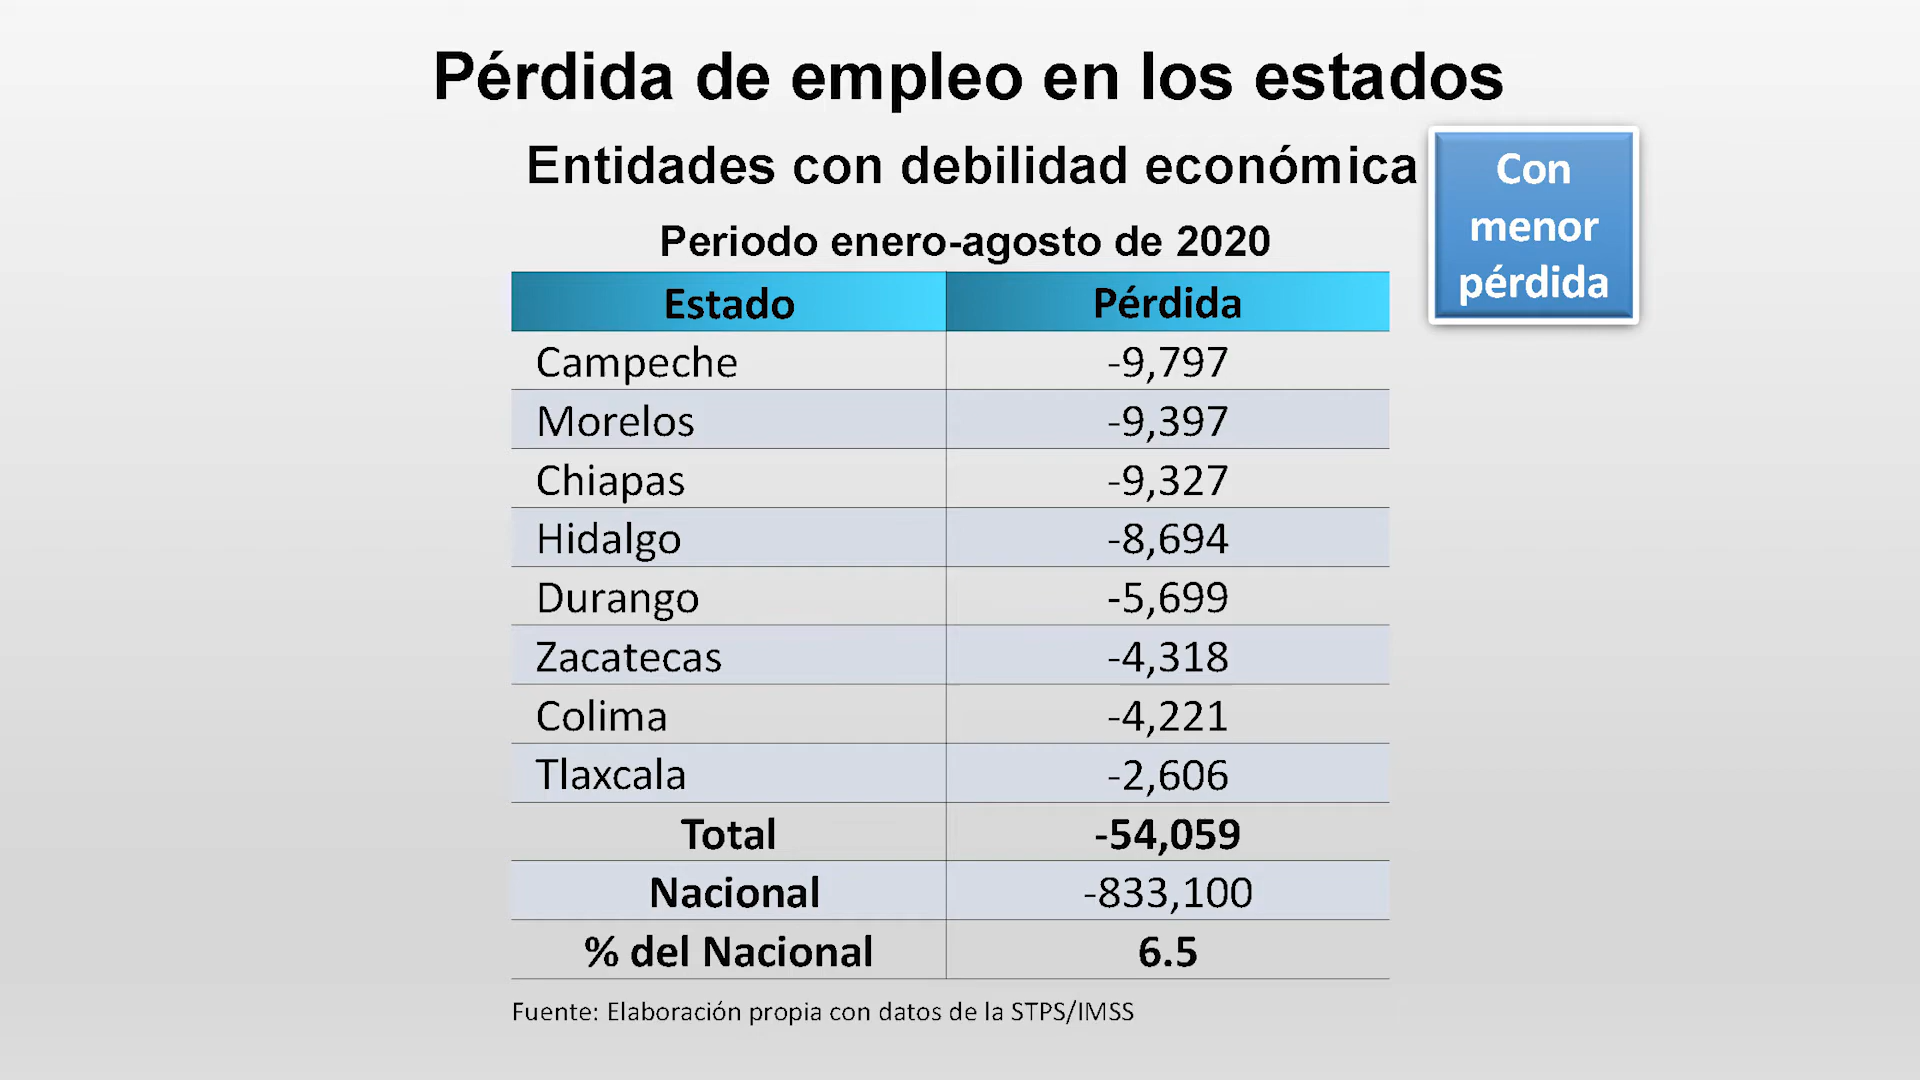 Pérdida de empleo en los estados
Entidades con debilidad económica
Con
menor
pérdida
Periodo enero-agosto de 2020
Estado Pérdida
Campeche -9,797
Morelos -9,397
Chiapas -9,327
Hidalgo -8,694
Durango -5,699
Zacatecas -4,318
Colima -4,221
Tlaxcala -2,606
Total -54,059
Nacional -833,100
% del Nacional 6.5
Fuente: Elaboración propia con datos de la STPS/IMSS